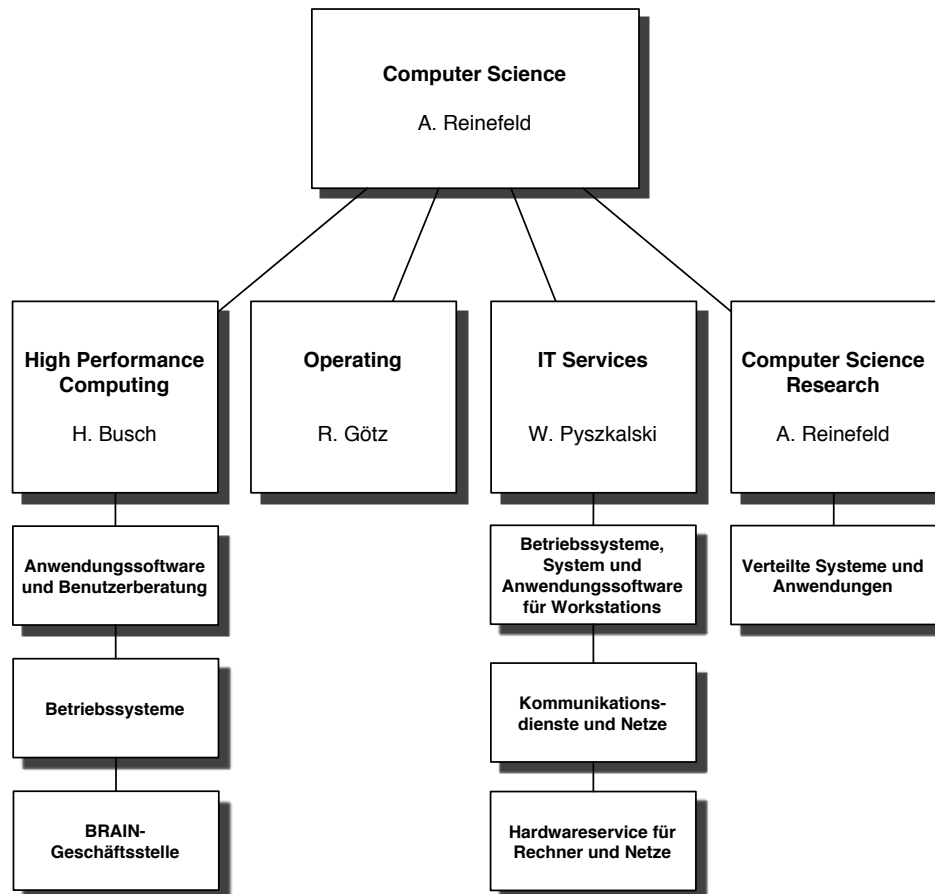 Computer Science
A. Reinefeld
High Performance
Computing
H. Busch
Operating
R. Götz
IT Services
W. Pyszkalski
Computer Science
Research
A. Reinefeld
Anwendungssoftware
und Benutzerberatung
Betriebssysteme
BRAIN-
Geschäftsstelle
Betriebssysteme,
System und
Anwendungssoftware
für Workstations
Kommunikations-
dienste und Netze
Hardwareservice für
Rechner und Netze
Verteilte Systeme und
Anwendungen